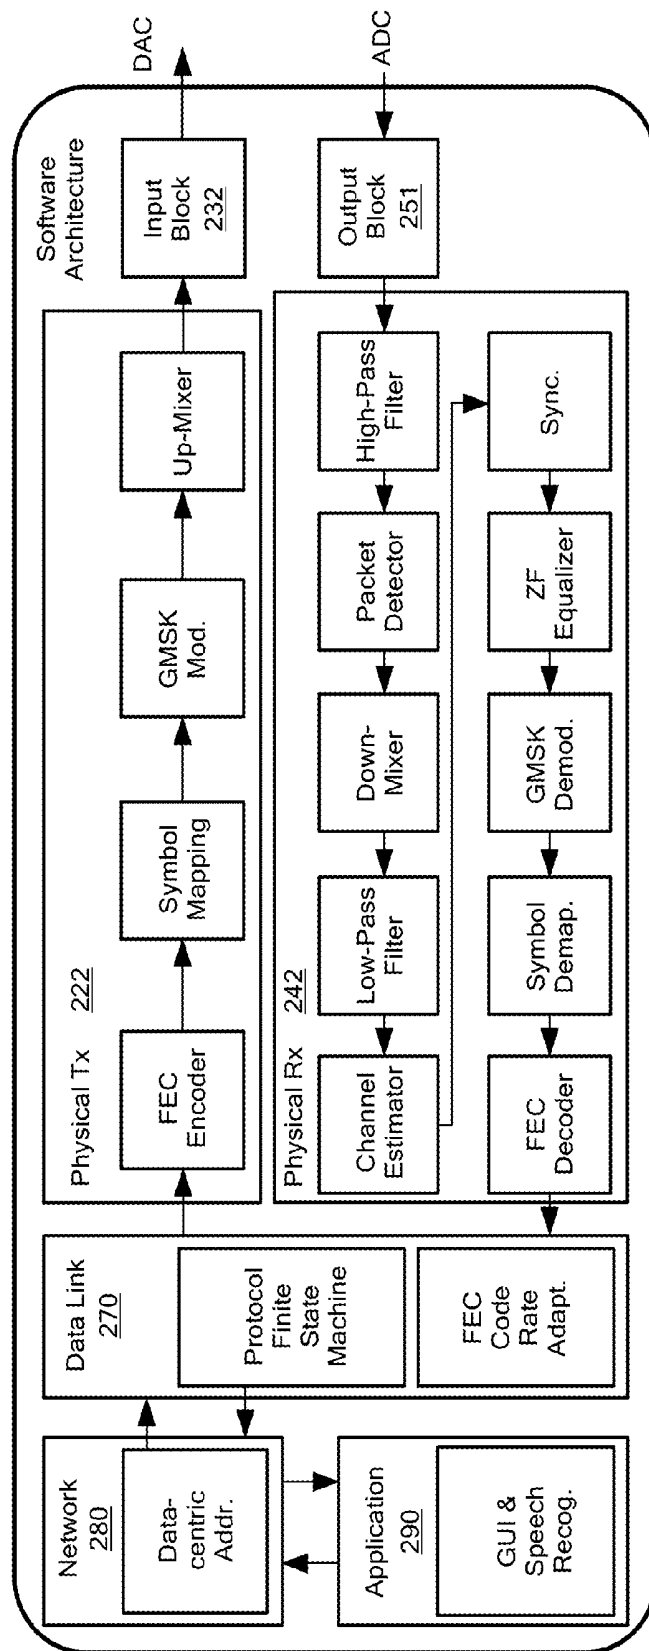 Software
Architecture
DAC
ADC
Network
280
Data-
centric
Addr.
Application
290
GUI &
Speech
Recog.
Data Link
270
Protocol
Finite
State
Machine
FEC
Code
Rate
Adapt.
Physical Tx
222
FEC
Encoder
Symbol
Mapping
GMSK
Mod.
Up-Mixer
Input
Block
232
Physical Rx
242
Output
Block
251
High-Pass
Filter
Packet
Detector
Down-
Mixer
Low-Pass
Filter
Channel
Estimator
Sync.
ZF
Equalizer
GMSK
Demod.
Symbol
Demap.
FEC
Decoder